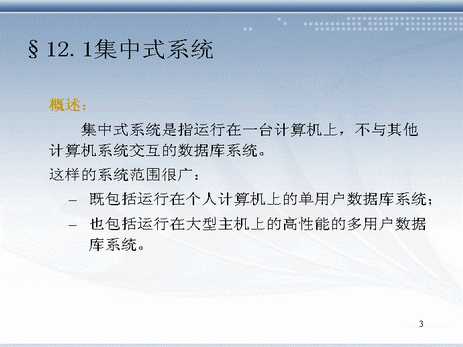 §12.1集中式系统
概述：
集中式系统是指运行在一台计算机上，不与其他
计算机系统交互的数据库系统。
这样的系统范围很广：
– 既包括运行在个人计算机上的单用户数据库系统；
– 也包括运行在大型主机上的高性能的多用户数据
库系统。
3